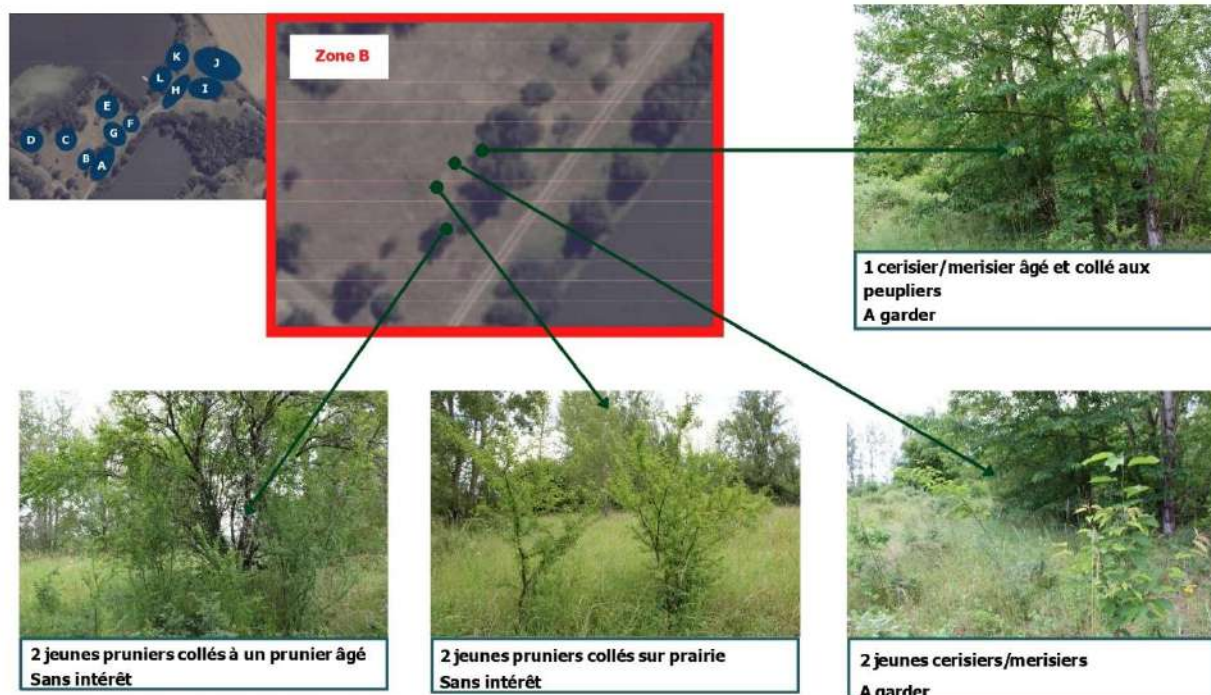 K
J
L
H
I
E
F
D
C
G
B
A
Zone B
1 cerisier/merisier âgé et collé aux
peupliers
A garder
2 jeunes pruniers collés à un prunier âgé
Sans intérêt
2 jeunes pruniers collés sur prairie
Sans intérêt
2 jeunes cerisiers/merisiers
A garder